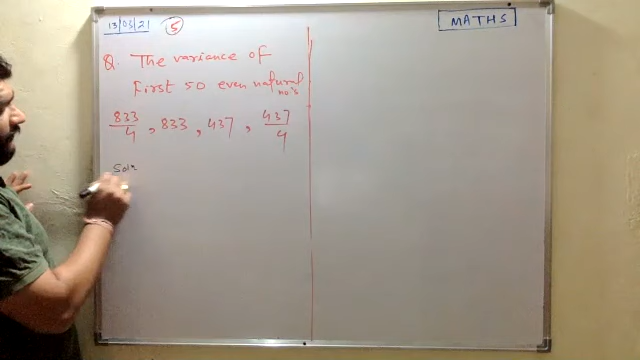 13/03/21 5
MATHS
Q. The variance of
First 50 even natural
no's
833/4 , 833 , 437 , 437/4
Soln